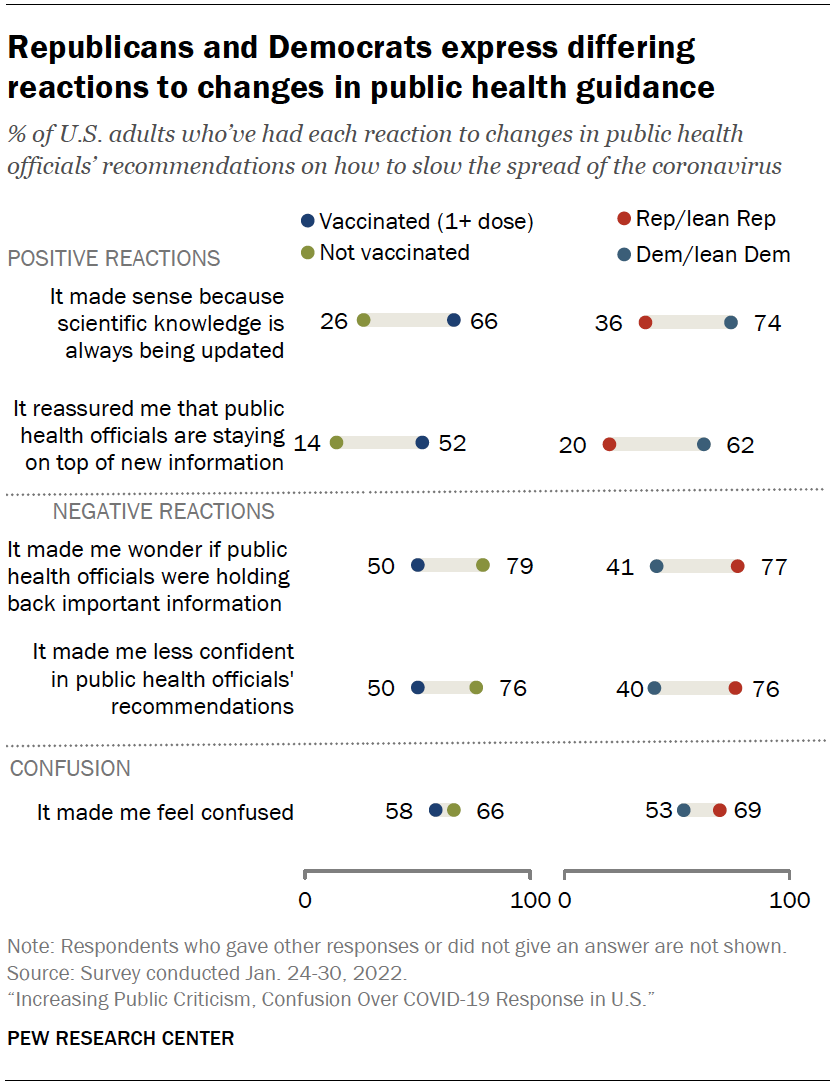 Republicans and Democrats express differing
reactions to changes in public health guidance
% of U.S. adults who’ve had each reaction to changes in public health
officials’ recommendations on how to slow the spread of the coronavirus
Vaccinated (1+ dose)
Not vaccinated
Rep/lean Rep
Dem/lean Dem
POSITIVE REACTIONS
It made sense because
scientific knowledge is
always being updated
26 66 36 74
It reassured me that public
health officials are staying
on top of new information
14 52 20 62
NEGATIVE REACTIONS
It made me wonder if public
health officials were holding
back important information
50 79 41 77
It made me less confident
in public health officials'
recommendations
50 76 40 76
CONFUSION
It made me feel confused
58 66 53 69
0 100 0 100
Note: Respondents who gave other responses or did not give an answer are not shown.
Source: Survey conducted Jan. 24-30, 2022.
“Increasing Public Criticism, Confusion Over COVID-19 Response in U.S.”
PEW RESEARCH CENTER